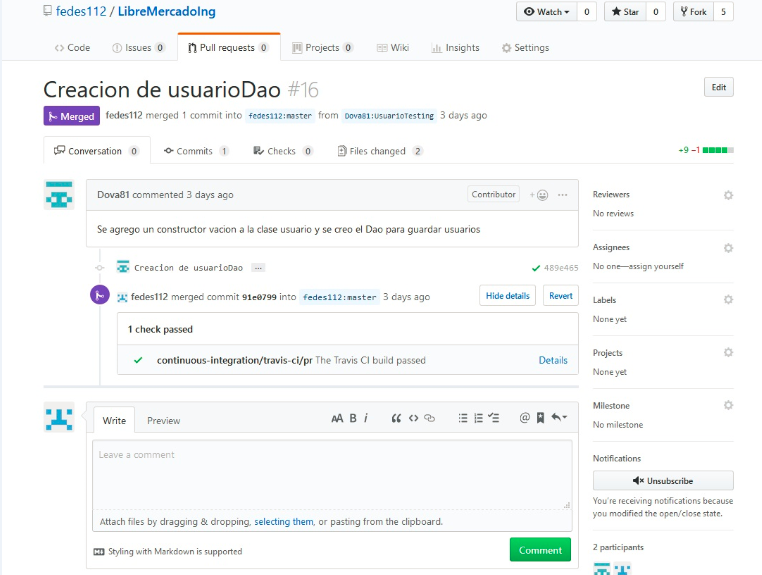 fedes112 / LibreMercadoIng
Watch 0 Star 0 Fork 5
Code Issues 0 Pull requests 0 Projects 0 Wiki Insights Settings
Creacion de usuarioDao #16 Edit
Merged fedes112 merged 1 commit into fedes112:master from Dova81:UsuarioTesting 3 days ago
Conversation 0 Commits 1 Checks 0 Files changed 2 +9 −1
Dova81 commented 3 days ago Contributor + ...
Se agrego un constructor vacion a la clase usuario y se creo el Dao para guardar usuarios
Creacion de usuarioDao ... 489e465
fedes112 merged commit 91e0799 into fedes112:master 3 days ago Hide details Revert
1 check passed
continuous-integration/travis-ci/pr The Travis CI build passed Details
Reviewers
No reviews
Assignees
No one—assign yourself
Labels
None yet
Projects
None yet
Milestone
No milestone
Notifications
Unsubscribe
You're receiving notifications because
you modified the open/close state.
2 participants
Write Preview AA B i “ <> @
Leave a comment
Attach files by dragging & dropping, selecting them, or pasting from the clipboard.
Styling with Markdown is supported Comment